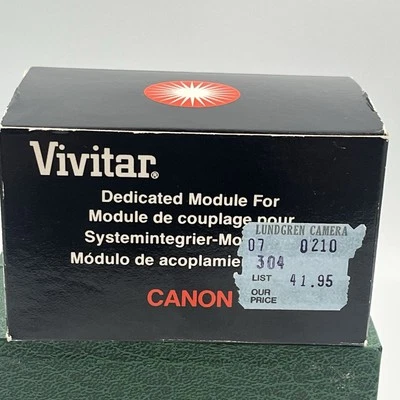 Vivitar®
Dedicated Module For
Module de couplage pour
Systemintegrier-Mo
Módulo de acoplamie
CANON
LUNDGREN CAMERA
07 0210
304
LIST
41.95
OUR
PRICE